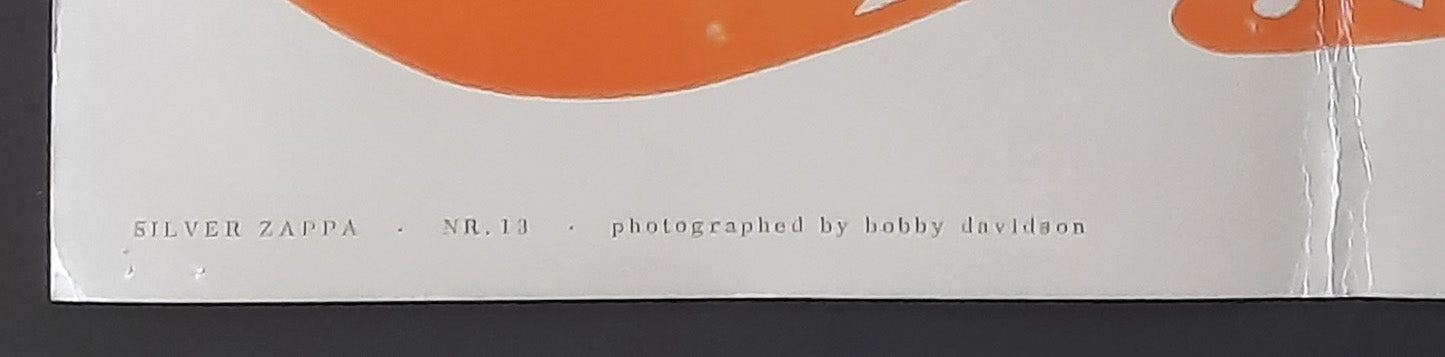 SILVER ZAPPA · NR.13 · photographed by bobby davidson